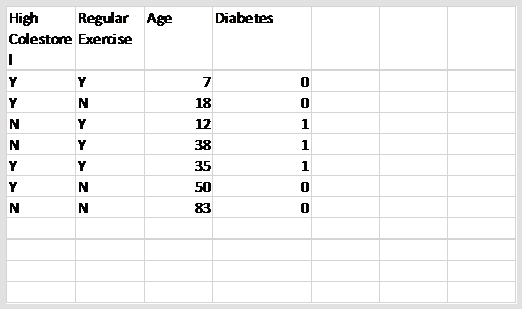 High Colestorel Regular Exercise Age Diabetes
Y Y 7 0
Y N 18 0
N Y 12 1
N Y 38 1
Y Y 35 1
Y N 50 0
N N 83 0